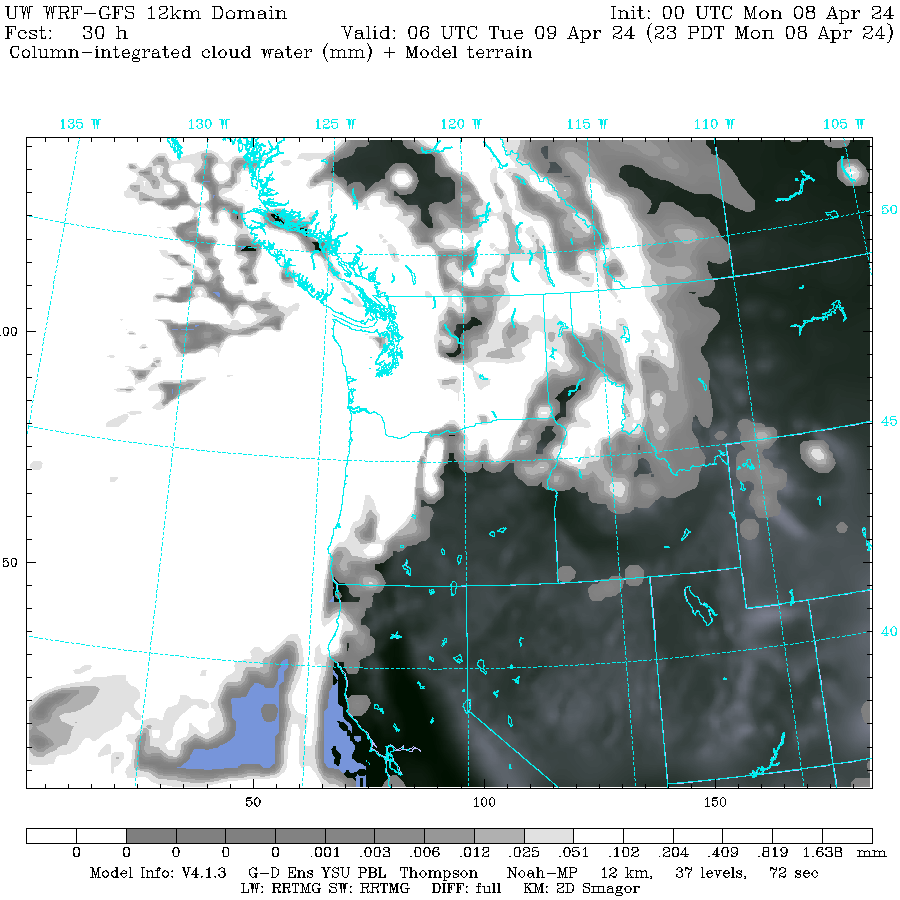 UW WRF-GFS 12km Domain Init: 00 UTC Mon 08 Apr 24
Fcst: 30 h Valid: 06 UTC Tue 09 Apr 24 (23 PDT Mon 08 Apr 24)
Column-integrated cloud water (mm) + Model terrain
135 W 130 W 125 W 120 W 115 W 110 W 105 W
50
00
45
50
40
50 100 150
0 0 0 0 .001 .003 .006 .012 .025 .051 .102 .204 .409 .819 1.638 mm
Model Info: V4.1.3 G-D Ens YSU PBL Thompson Noah-MP 12 km, 37 levels, 72 sec
LW: RRTMG SW: RRTMG DIFF: full KM: 2D Smagor